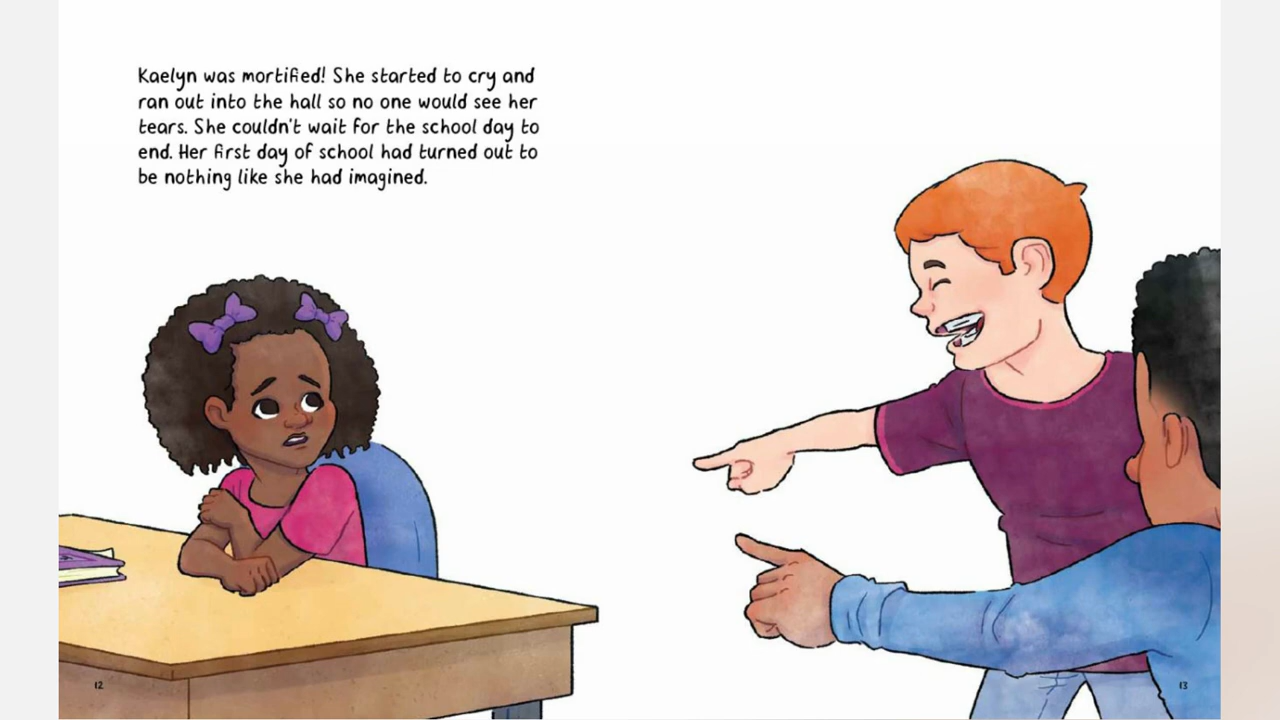 Kaelyn was mortified! She started to cry and
ran out into the hall so no one would see her
tears. She couldn't wait for the school day to
end. Her first day of school had turned out to
be nothing like she had imagined.
12
13